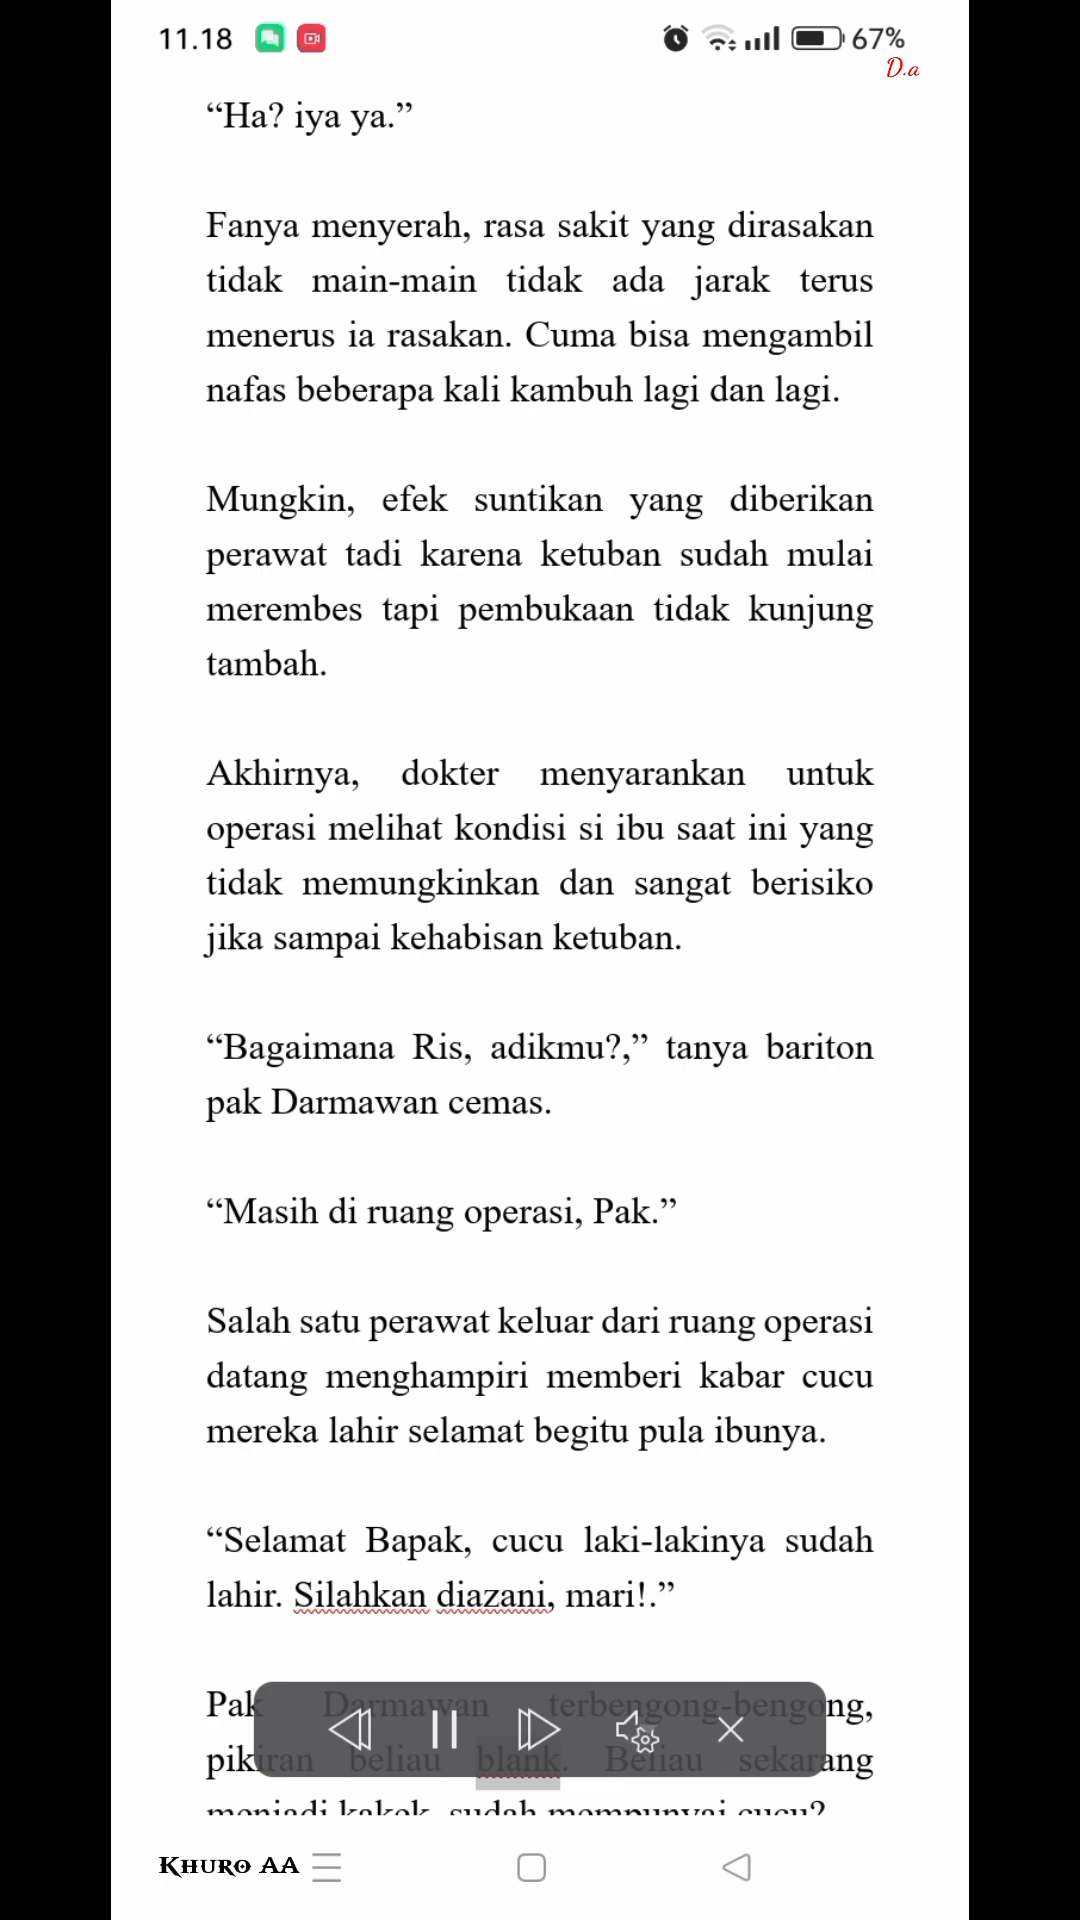 11.18
67%
D.a
“Ha? iya ya.”
Fanya menyerah, rasa sakit yang dirasakan
tidak main-main tidak ada jarak terus
menerus ia rasakan. Cuma bisa mengambil
nafas beberapa kali kambuh lagi dan lagi.
Mungkin, efek suntikan yang diberikan
perawat tadi karena ketuban sudah mulai
merembes tapi pembukaan tidak kunjung
tambah.
Akhirnya, dokter menyarankan untuk
operasi melihat kondisi si ibu saat ini yang
tidak memungkinkan dan sangat berisiko
jika sampai kehabisan ketuban.
“Bagaimana Ris, adikmu?,” tanya bariton
pak Darmawan cemas.
“Masih di ruang operasi, Pak.”
Salah satu perawat keluar dari ruang operasi
datang menghampiri memberi kabar cucu
mereka lahir selamat begitu pula ibunya.
“Selamat Bapak, cucu laki-lakinya sudah
lahir. Silahkan diazani, mari!.”
Pak Darmawan terbengong-bengong,
pikiran beliau blank. Beliau sekarang
menjadi kakek, sudah mempunyai cucu?
Khuro AA